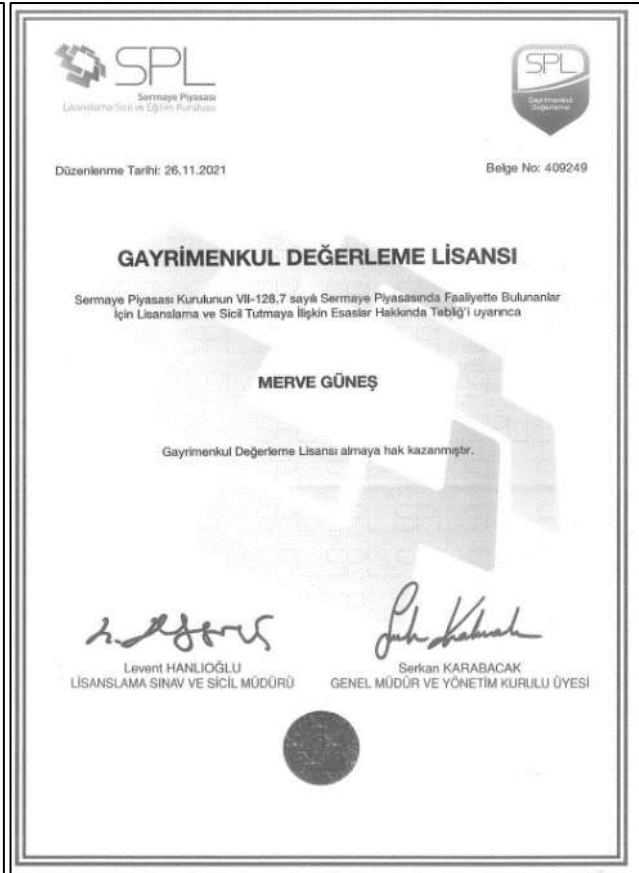 SPL
Sermaye Piyasası
Lisanslama Sicil ve Eğitim Kuruluşu
SPL
Gayrimenkul
Değerleme
Düzenlenme Tarihi: 26.11.2021
Belge No: 409249
GAYRİMENKUL DEĞERLEME LİSANSI
Sermaye Piyasası Kurulunun VII-128.7 sayılı Sermaye Piyasasında Faaliyette Bulunanlar
İçin Lisanslama ve Sicil Tutmaya İlişkin Esaslar Hakkında Tebliğ'i uyarınca
MERVE GÜNEŞ
Gayrimenkul Değerleme Lisansı almaya hak kazanmıştır.
Levent HANLIOĞLU
LİSANSLAMA SINAV VE SİCİL MÜDÜRÜ
Serkan KARABACAK
GENEL MÜDÜR VE YÖNETİM KURULU ÜYESİ